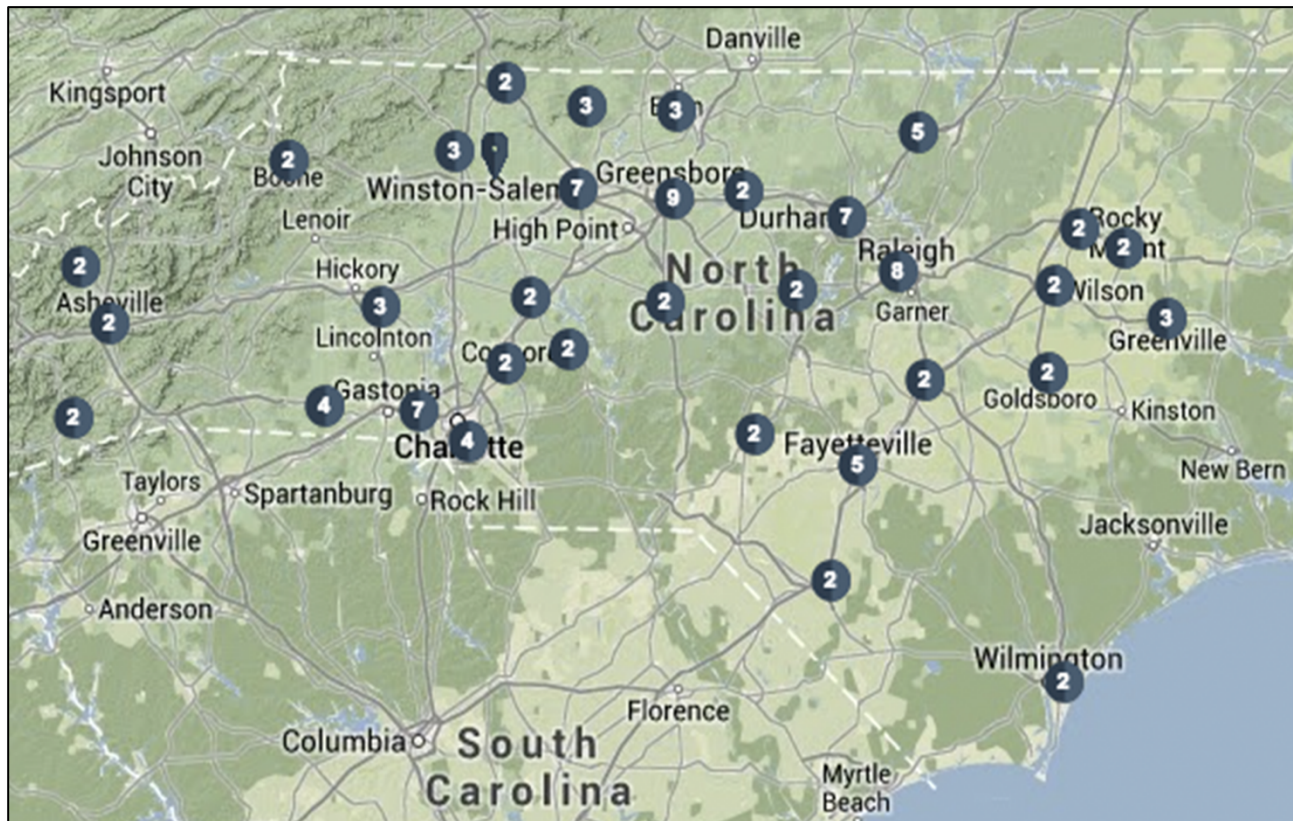 Danville
2
Kingsport
3
3
5
Johnson
City
2
Boone
3
Greensboro
Winston-Salem
7
9
2
Durham
7
Lenoir
High Point
Rocky
Mount
2
2
Raleigh
8
North
Carolina
2
2
Hickory
Asheville
2
2
3
2
2
Wilson
Garner
3
Greenville
Lincolnton
Concord
2
2
Gastonia
4
7
2
2
Goldsboro
Kinston
2
Charlotte
4
2
Fayetteville
5
New Bern
Taylors
Spartanburg
Rock Hill
Greenville
Jacksonville
2
Anderson
Wilmington
2
Florence
Columbia
South
Carolina
Myrtle
Beach